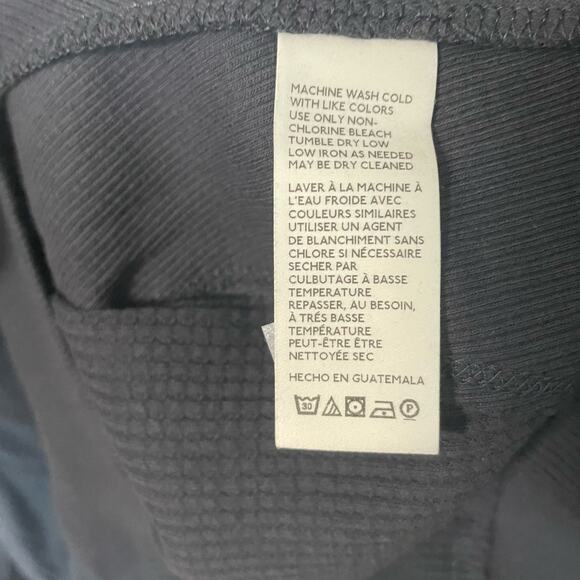 MACHINE WASH COLD
WITH LIKE COLORS
USE ONLY NON-
CHLORINE BLEACH
TUMBLE DRY LOW
LOW IRON AS NEEDED
MAY BE DRY CLEANED
LAVER À LA MACHINE À
L'EAU FROIDE AVEC
COULEURS SIMILAIRES
UTILISER UN AGENT
DE BLANCHIMENT SANS
CHLORE SI NÉCESSAIRE
SECHER PAR
CULBUTAGE À BASSE
TEMPERATURE
REPASSER, AU BESOIN,
À TRÉS BASSE
TEMPÉRATURE
PEUT-ÊTRE ÊTRE
NETTOYÉE SEC
HECHO EN GUATEMALA
30 P